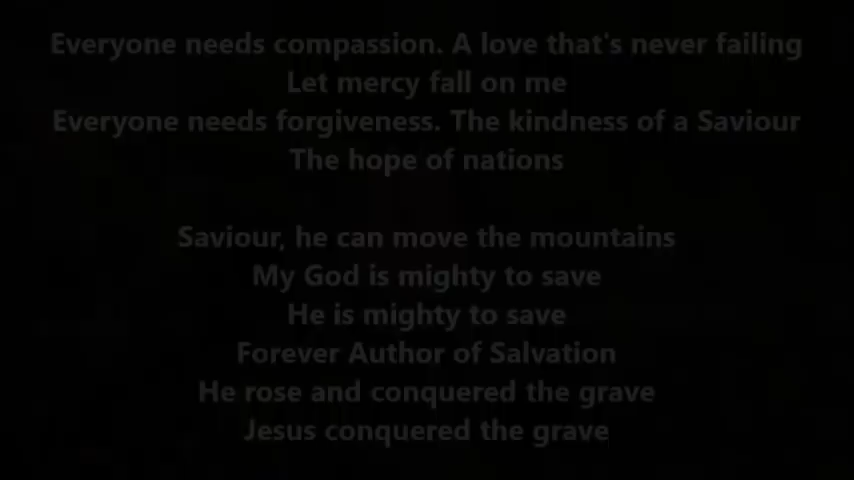 Everyone needs compassion. A love that's never failing
Let mercy fall on me
Everyone needs forgiveness. The kindness of a Saviour
The hope of nations
Saviour, he can move the mountains
My God is mighty to save
He is mighty to save
Forever Author of Salvation
He rose and conquered the grave
Jesus conquered the grave